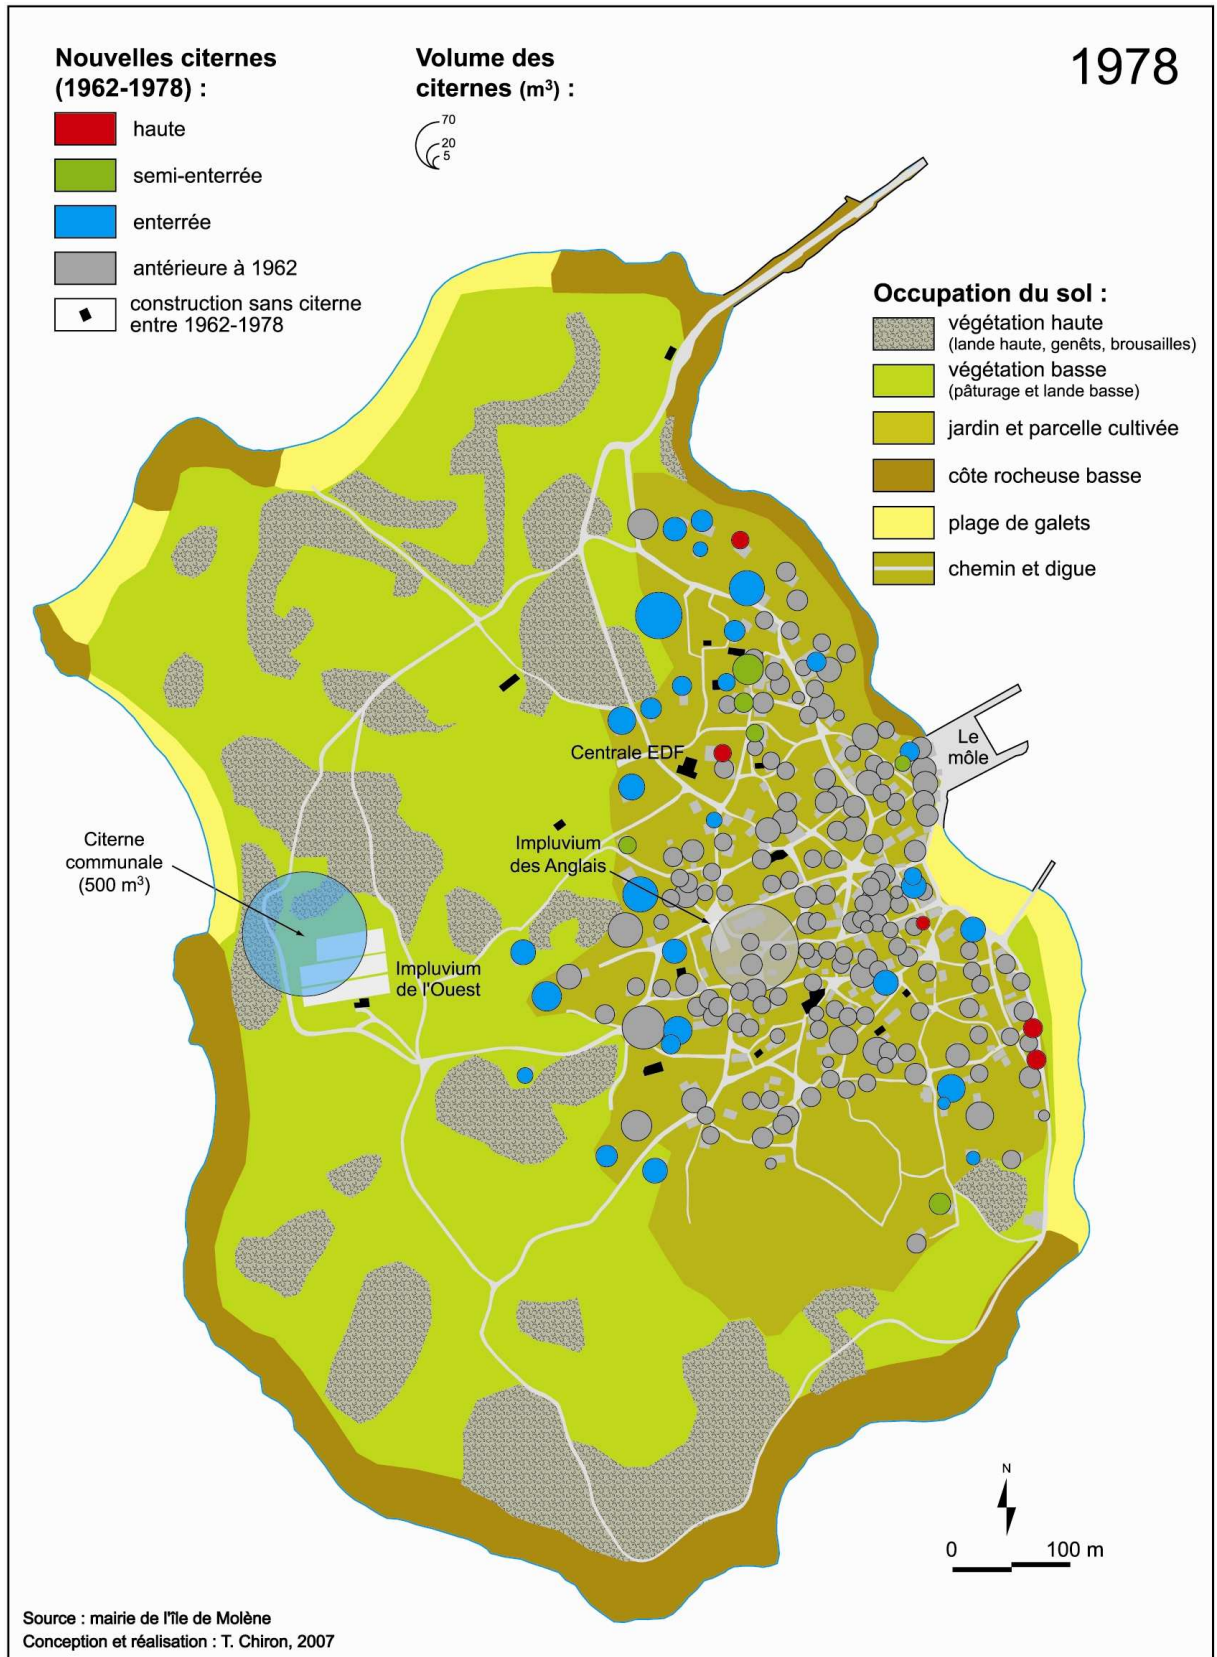 Nouvelles citernes
(1962-1978) :
haute
semi-enterrée
enterrée
antérieure à 1962
construction sans citerne
entre 1962-1978
Volume des
citernes (m³) :
70
20
5
1978
Occupation du sol :
végétation haute
(lande haute, genêts, brousailles)
végétation basse
(pâturage et lande basse)
jardin et parcelle cultivée
côte rocheuse basse
plage de galets
chemin et digue
Le
môle
Centrale EDF
Citerne
communale
(500 m³)
Impluvium
des Anglais
Impluvium
de l'Ouest
N
0 100 m
Source : mairie de l'île de Molène
Conception et réalisation : T. Chiron, 2007